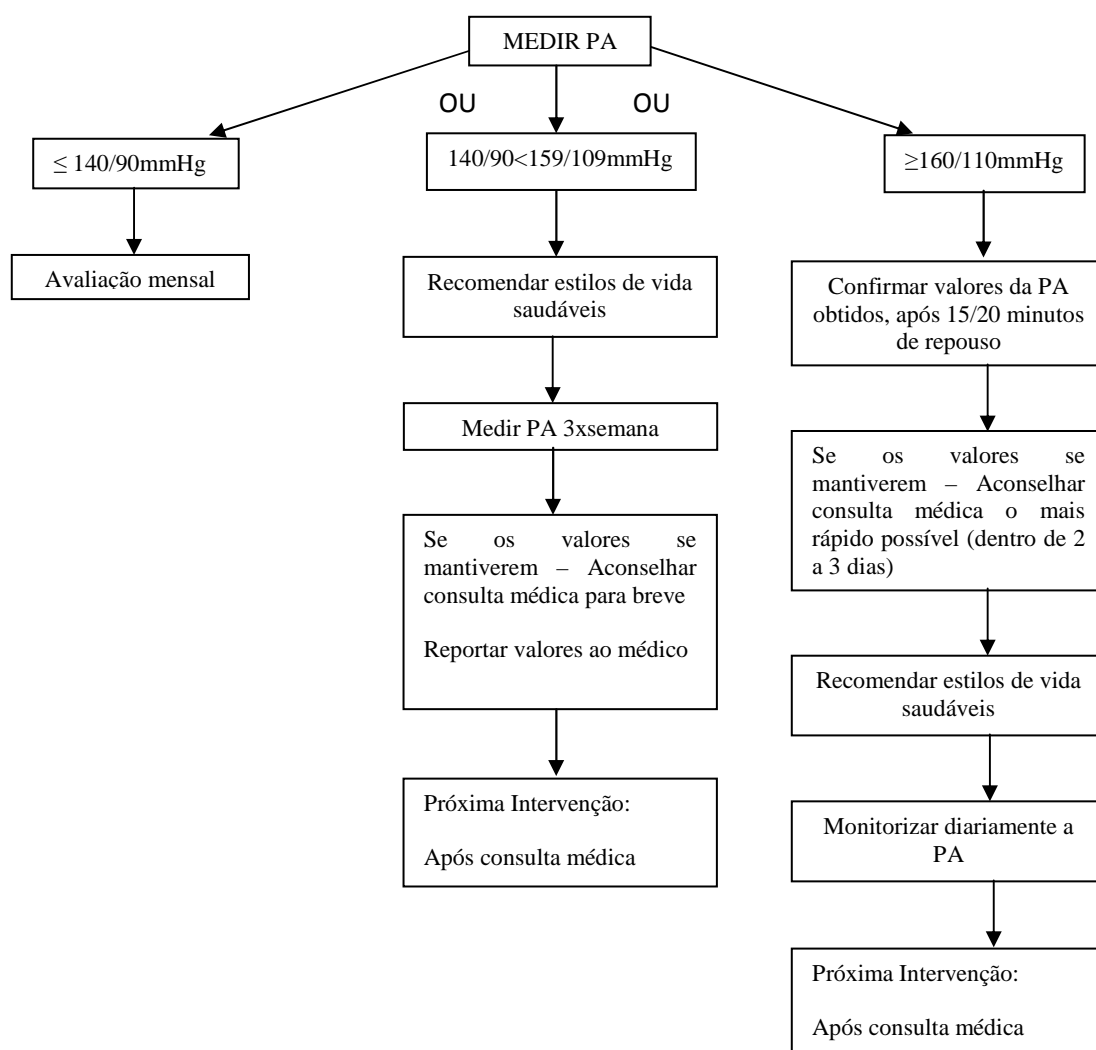 MEDIR PA
OU
OU
≤ 140/90mmHg
140/90<159/109mmHg
≥160/110mmHg
Avaliação mensal
Recomendar estilos de vida
saudáveis
Confirmar valores da PA
obtidos, após 15/20 minutos
de repouso
Medir PA 3xsemana
Se os valores se
mantiverem – Aconselhar
consulta médica o mais
rápido possível (dentro de 2
a 3 dias)
Se os valores se
mantiverem – Aconselhar
consulta médica para breve
Reportar valores ao médico
Recomendar estilos de vida
saudáveis
Próxima Intervenção:
Após consulta médica
Monitorizar diariamente a
PA
Próxima Intervenção:
Após consulta médica